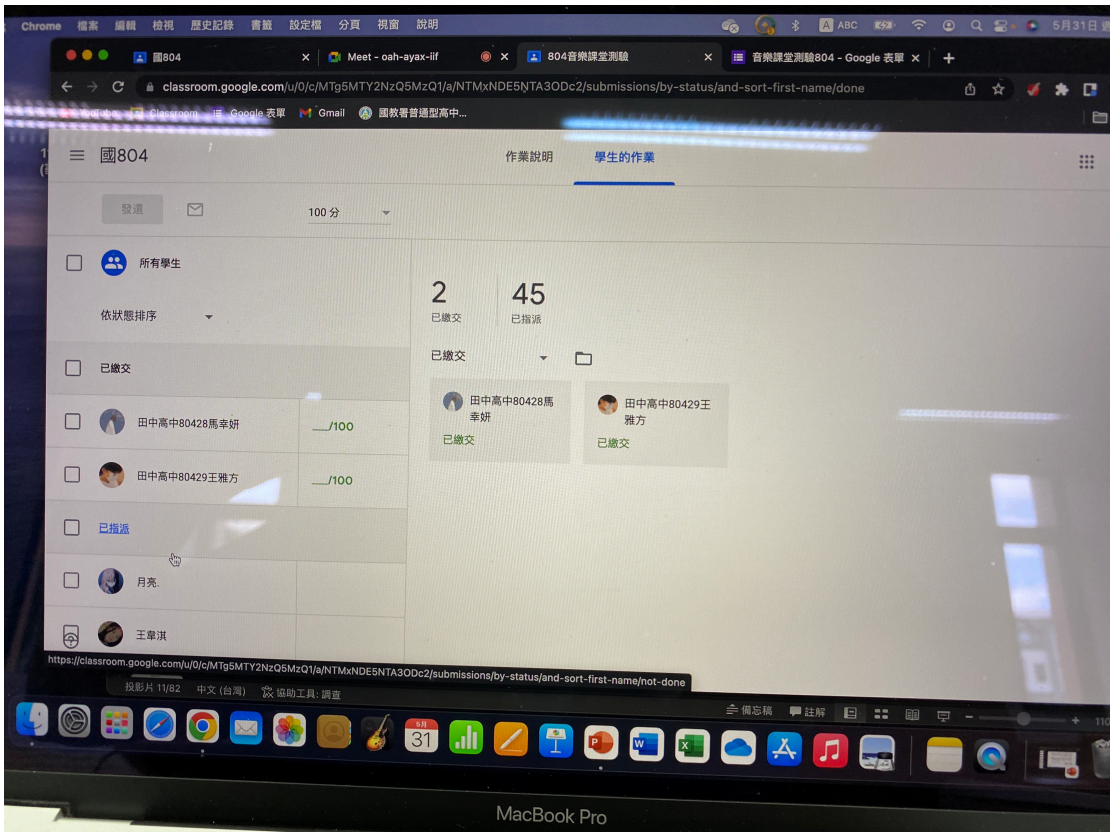 Chrome 檔案 編輯 檢視 歷史記錄 書籤 設定檔 分頁 視窗 說明 A ABC 5月31日
國804 Meet - oah-ayax-iif 804音樂課堂測驗 音樂課堂測驗804 - Google 表單
classroom.google.com/u/0/c/MTg5MTY2NzQ5MzQ1/a/NTMxNDE5NTA3ODc2/submissions/by-status/and-sort-first-name/done
YouTube Classroom Google 表單 Gmail 國教署普通型高中...
國804 作業說明 學生的作業
發還 100 分
所有學生
依狀態排序
2 45
已繳交 已指派
已繳交
已繳交
田中高中80428馬幸妍 __/100
田中高中80428馬
幸妍
已繳交
田中高中80429王
雅方
已繳交
田中高中80429王雅方 __/100
已指派
月亮.
王韋淇
https://classroom.google.com/u/0/c/MTg5MTY2NzQ5MzQ1/a/NTMxNDE5NTA3ODc2/submissions/by-status/and-sort-first-name/not-done
投影片 11/82 中文 (台灣) 協助工具: 調查 備忘稿 註解
5月
31
P W X
MacBook Pro